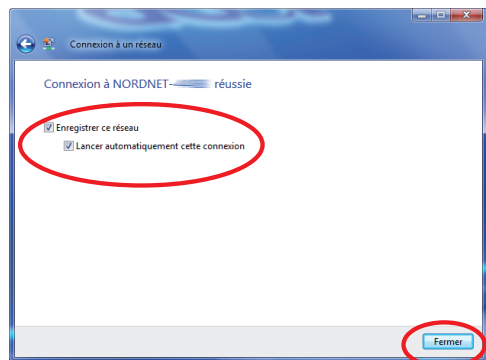 Connexion à un réseau
Connexion à NORDNET- réussie
Enregistrer ce réseau
Lancer automatiquement cette connexion
Fermer